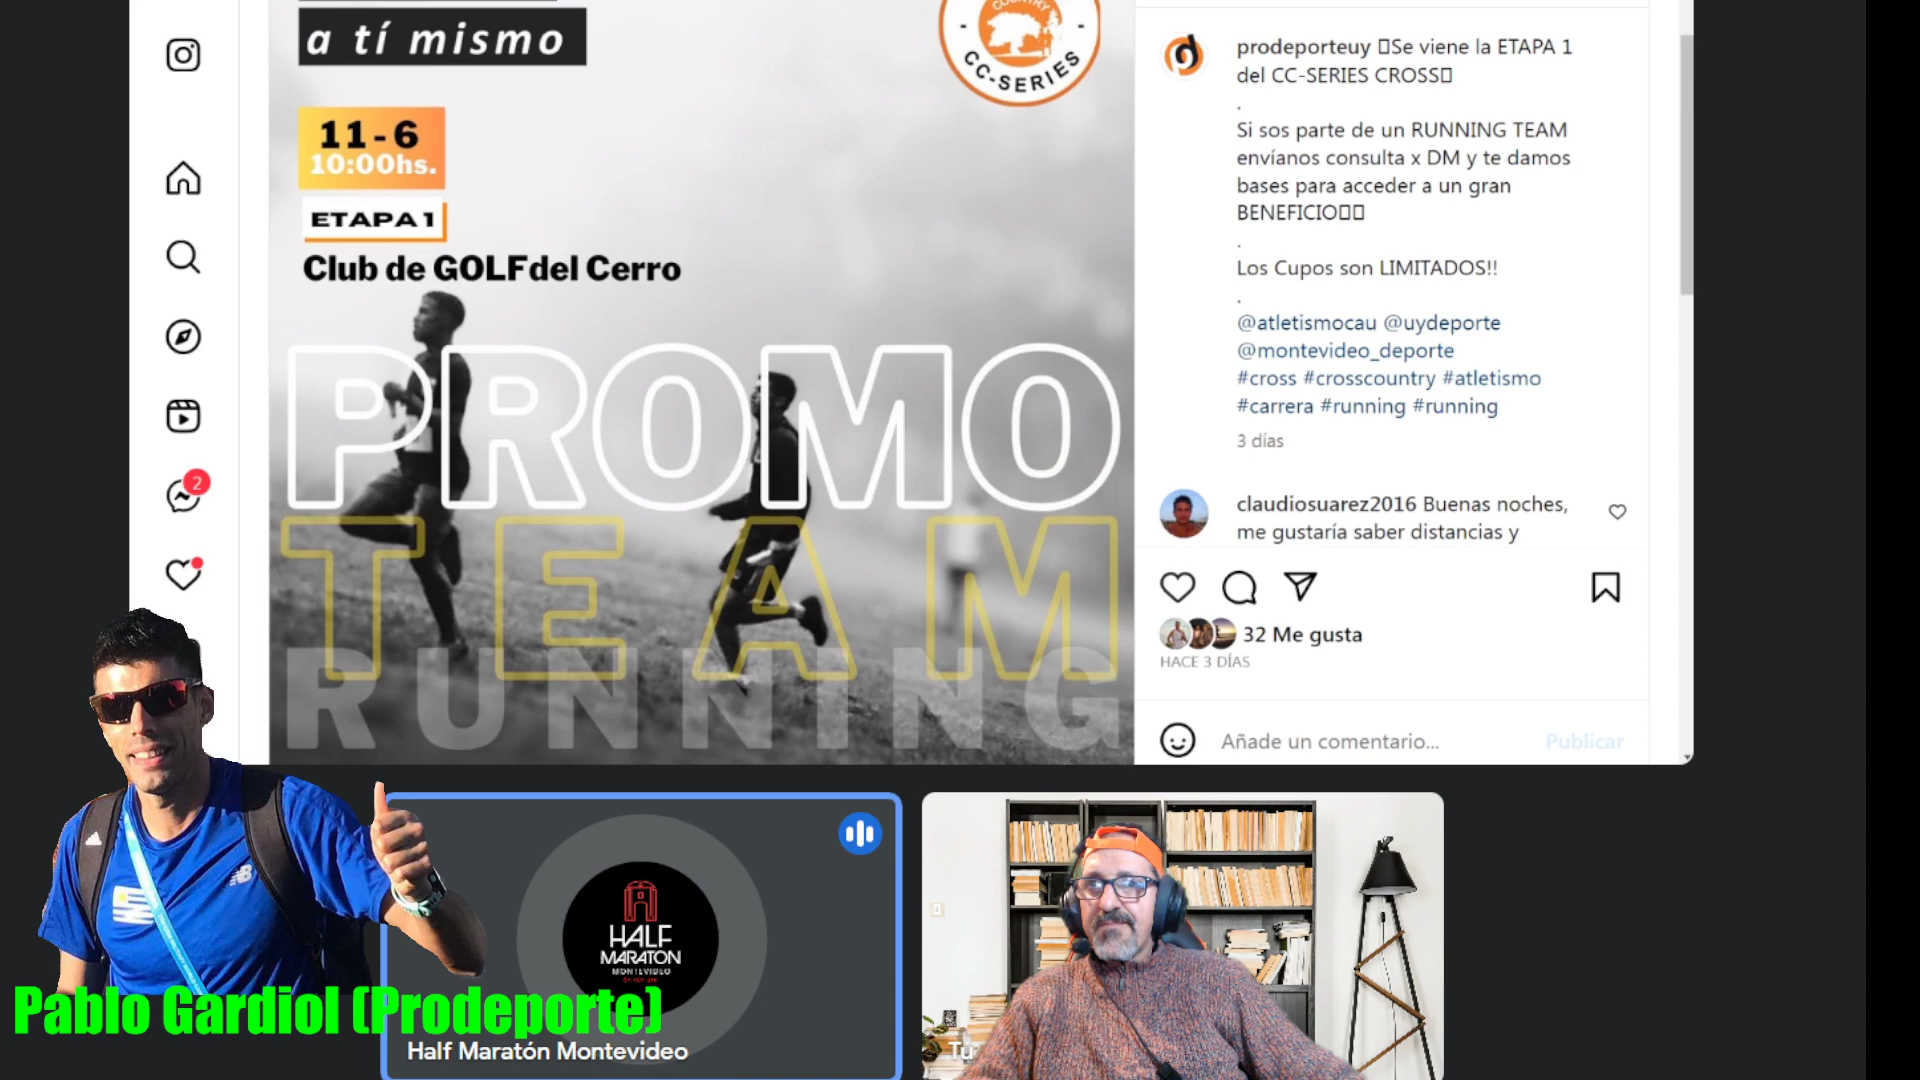 a tí mismo
COUNTRY
CC-SERIES
11-6
10:00hs.
ETAPA 1
Club de GOLFdel Cerro
PROMO
TEAM
RUNNING
prodeporteuy Se viene la ETAPA 1
del CC-SERIES CROSS
.
Si sos parte de un RUNNING TEAM
envíanos consulta x DM y te damos
bases para acceder a un gran
BENEFICIO
.
Los Cupos son LIMITADOS!!
.
@atletismocau @uydeporte
@montevideo_deporte
#cross #crosscountry #atletismo
#carrera #running #running
3 días
claudiosuarez2016 Buenas noches,
me gustaría saber distancias y
32 Me gusta
HACE 3 DÍAS
Añade un comentario...
Publicar
2
NB
HALF
MARATON
MONTEVIDEO
Pablo Gardiol (Prodeporte)
Half Maratón Montevideo
Tú